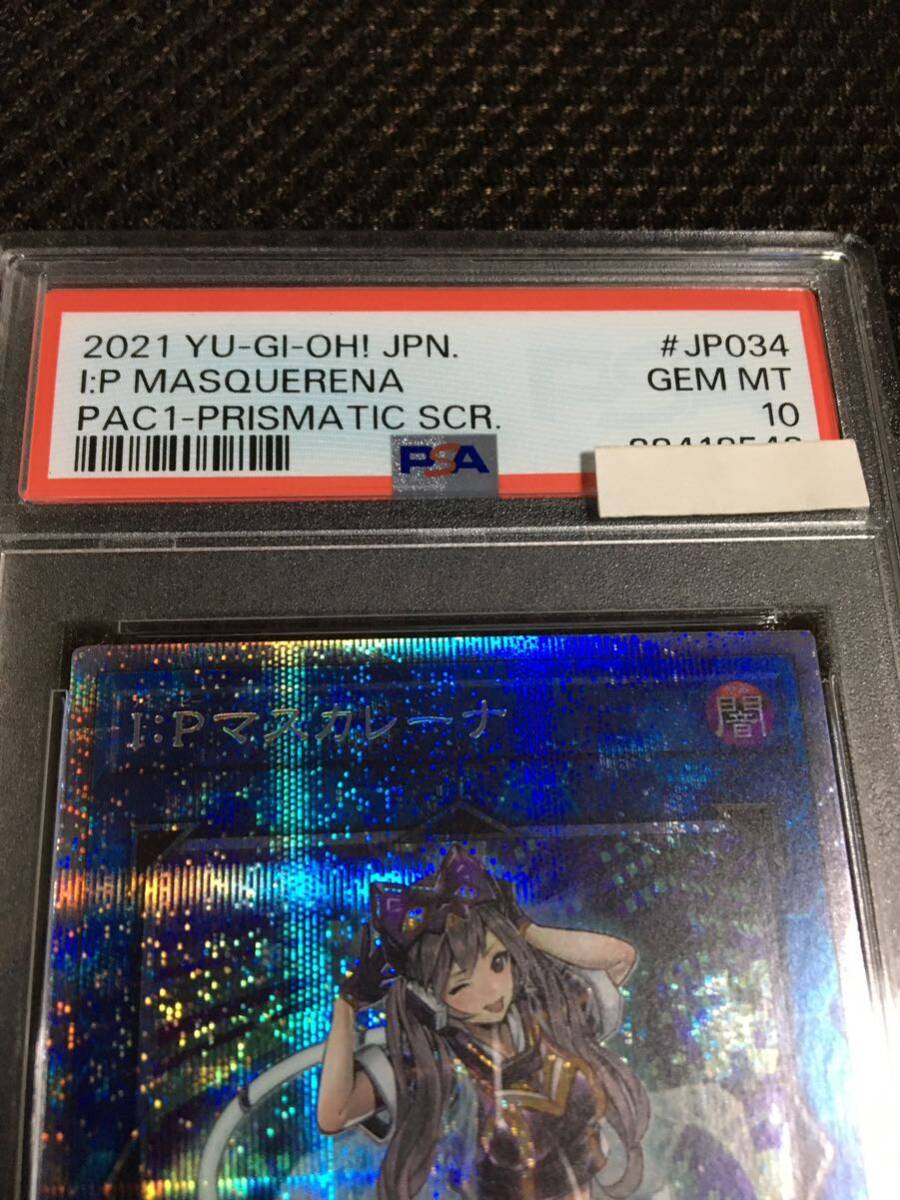 2021 YU-GI-OH! JPN. #JP034
I:P MASQUERENA GEM MT
PAC1-PRISMATIC SCR. 10
PSA
I:Pマスカレーナ
闇